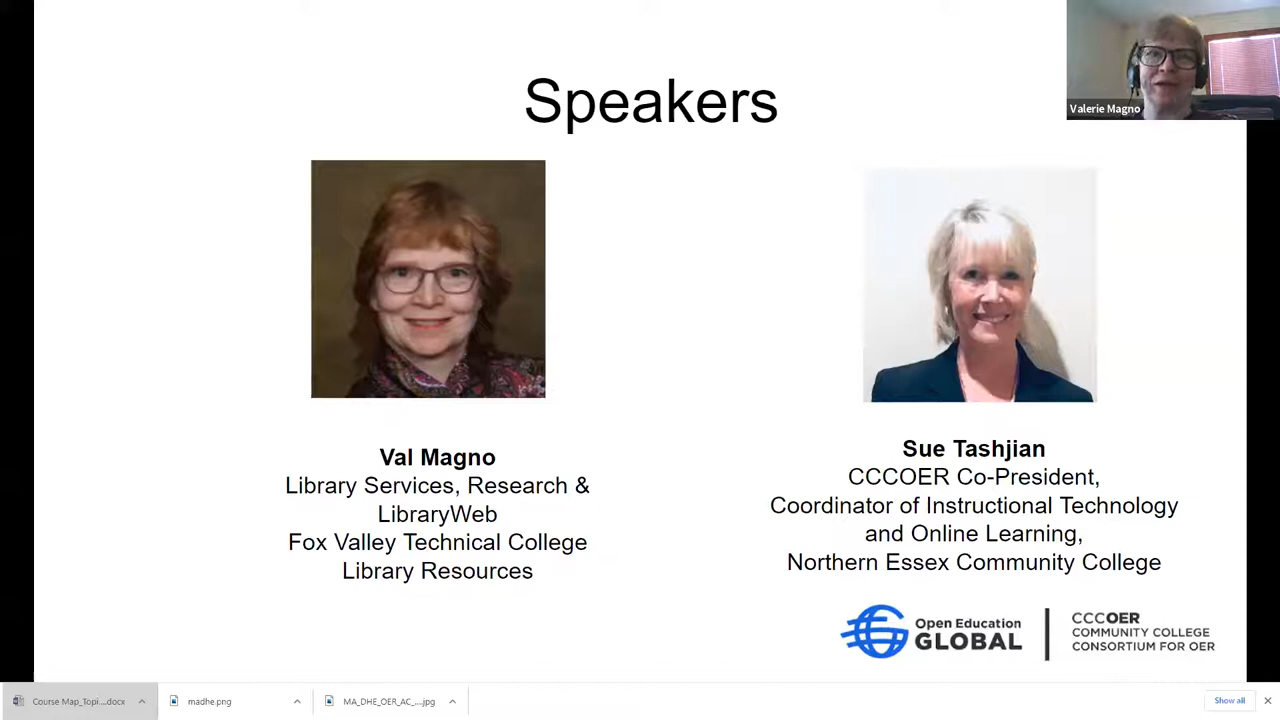 Speakers
Valerie Magno
Val Magno
Library Services, Research &
LibraryWeb
Fox Valley Technical College
Library Resources
Sue Tashjian
CCCOER Co-President,
Coordinator of Instructional Technology
and Online Learning,
Northern Essex Community College
Open Education
GLOBAL
CCCOER
COMMUNITY COLLEGE
CONSORTIUM FOR OER
Course Map_Topi....docx
madhe.png
MA_DHE_OER_AC_....jpg
Show all